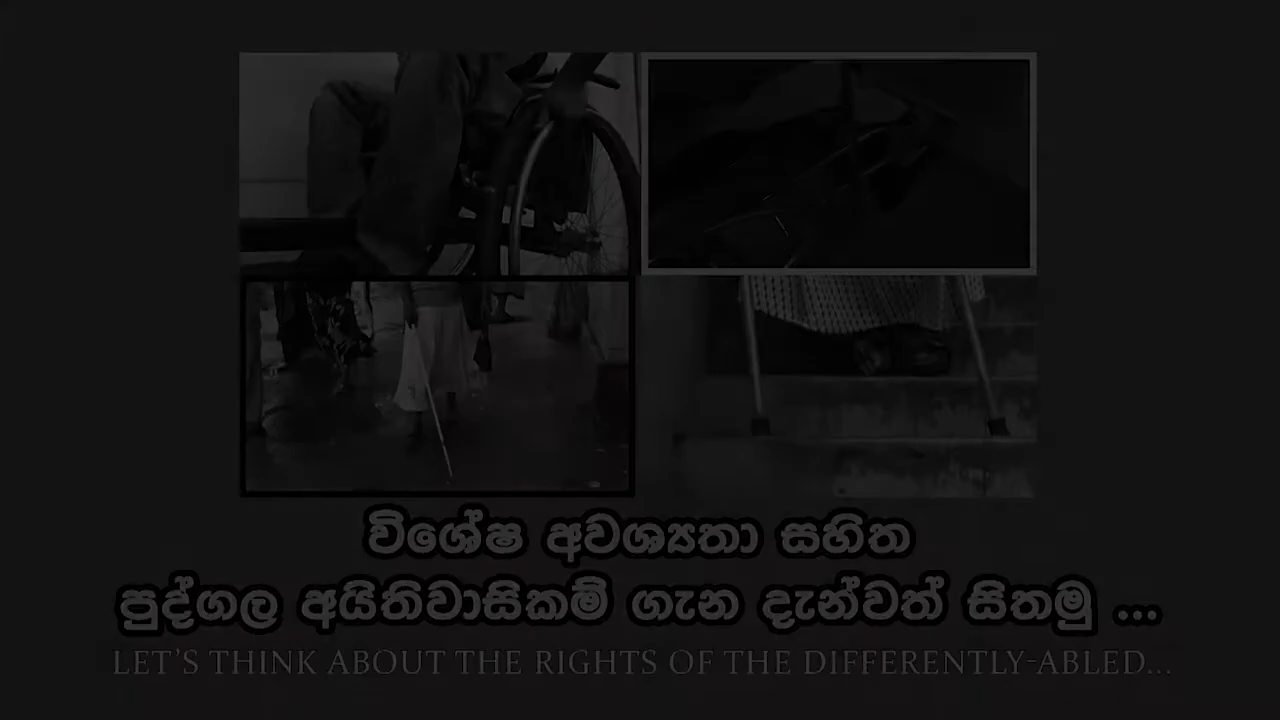 විශේෂ අවශ්‍යතා සහිත
පුද්ගල අයිතිවාසිකම් ගැන දැන්වත් සිතමු ...
LET'S THINK ABOUT THE RIGHTS OF THE DIFFERENTLY-ABLED...